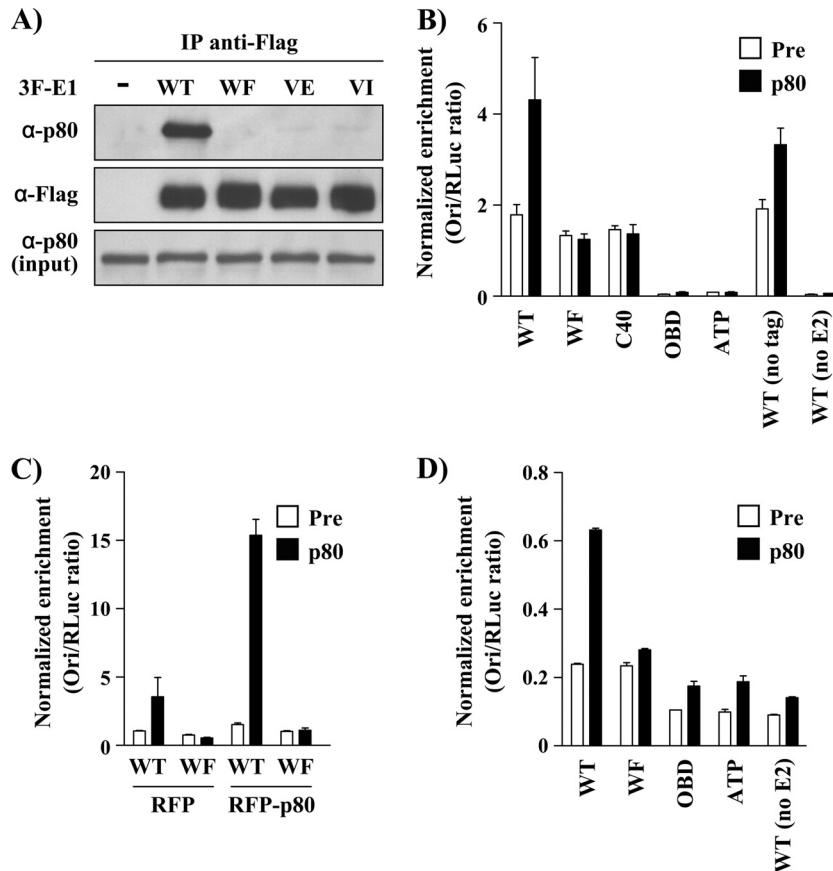 A)
IP anti-Flag
3F-E1 - WT WF VE VI
α-p80
α-Flag
α-p80
(input)
B)
Normalized enrichment
(Ori/RLuc ratio)
6
4
2
0
Pre
p80
WT
WF
C40
OBD
ATP
WT (no tag)
WT (no E2)
C)
Normalized enrichment
(Ori/RLuc ratio)
20
15
10
5
0
Pre
p80
WT WF WT WF
RFP RFP-p80
D)
Normalized enrichment
(Ori/RLuc ratio)
0.8
0.6
0.4
0.2
0
Pre
p80
WT
WF
OBD
ATP
WT (no E2)